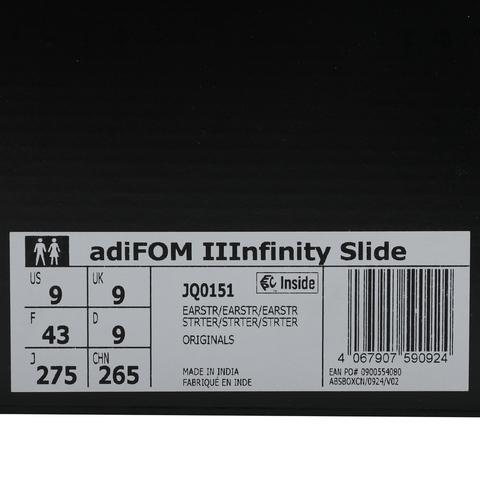 adiFOM IIInfinity Slide
US 9 UK 9
F 43 D 9
J 275 CHN 265
JQ0151
Inside
EARSTR/EARSTR/EARSTR
STRTER/STRTER/STRTER
ORIGINALS
MADE IN INDIA
FABRIQUÉ EN INDE
4 067907 590924
EAN PO# 0900554080
ABSBOXCN/0924/V02